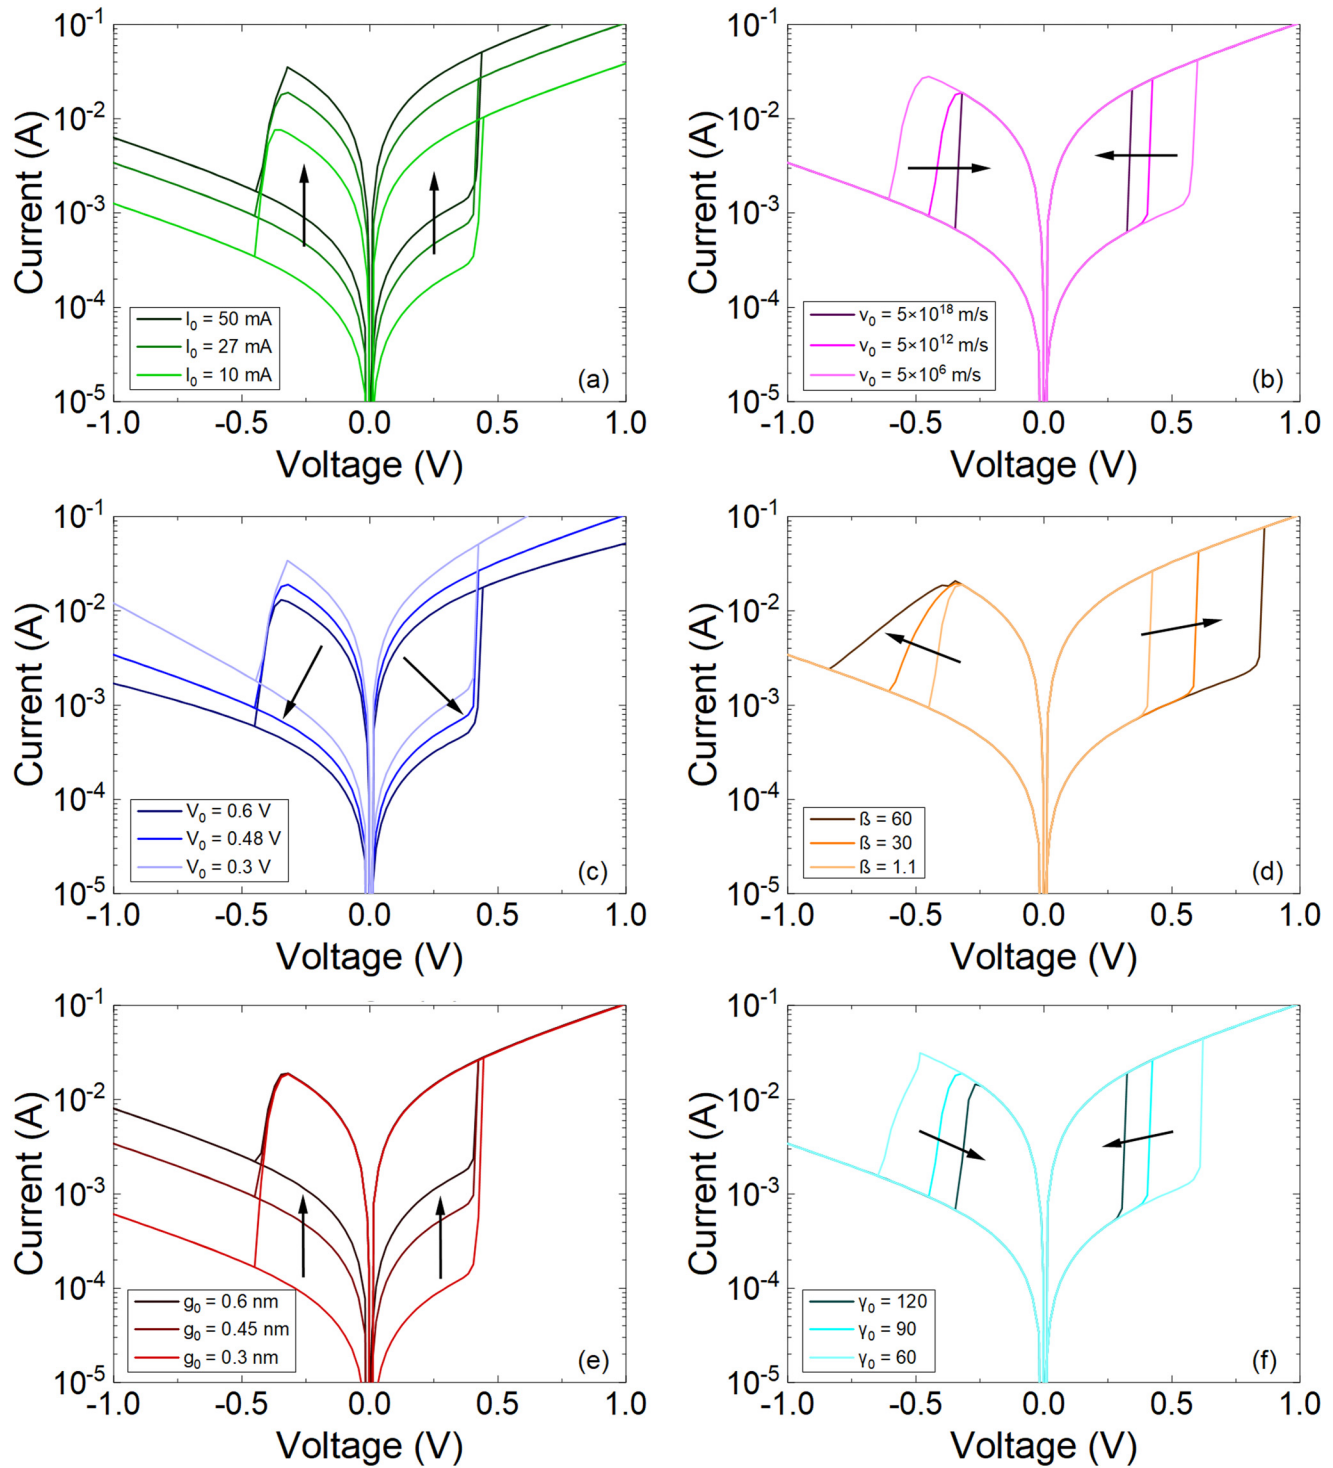 10⁻¹
10⁻²
10⁻³
10⁻⁴
10⁻⁵
Current (A)
I₀ = 50 mA
I₀ = 27 mA
I₀ = 10 mA
(a)
-1.0 -0.5 0.0 0.5 1.0
Voltage (V)
10⁻¹
10⁻²
10⁻³
10⁻⁴
10⁻⁵
Current (A)
v₀ = 5×10¹⁸ m/s
v₀ = 5×10¹² m/s
v₀ = 5×10⁶ m/s
(b)
-1.0 -0.5 0.0 0.5 1.0
Voltage (V)
10⁻¹
10⁻²
10⁻³
10⁻⁴
10⁻⁵
Current (A)
V₀ = 0.6 V
V₀ = 0.48 V
V₀ = 0.3 V
(c)
-1.0 -0.5 0.0 0.5 1.0
Voltage (V)
10⁻¹
10⁻²
10⁻³
10⁻⁴
10⁻⁵
Current (A)
ß = 60
ß = 30
ß = 1.1
(d)
-1.0 -0.5 0.0 0.5 1.0
Voltage (V)
10⁻¹
10⁻²
10⁻³
10⁻⁴
10⁻⁵
Current (A)
g₀ = 0.6 nm
g₀ = 0.45 nm
g₀ = 0.3 nm
(e)
-1.0 -0.5 0.0 0.5 1.0
Voltage (V)
10⁻¹
10⁻²
10⁻³
10⁻⁴
10⁻⁵
Current (A)
γ₀ = 120
γ₀ = 90
γ₀ = 60
(f)
-1.0 -0.5 0.0 0.5 1.0
Voltage (V)